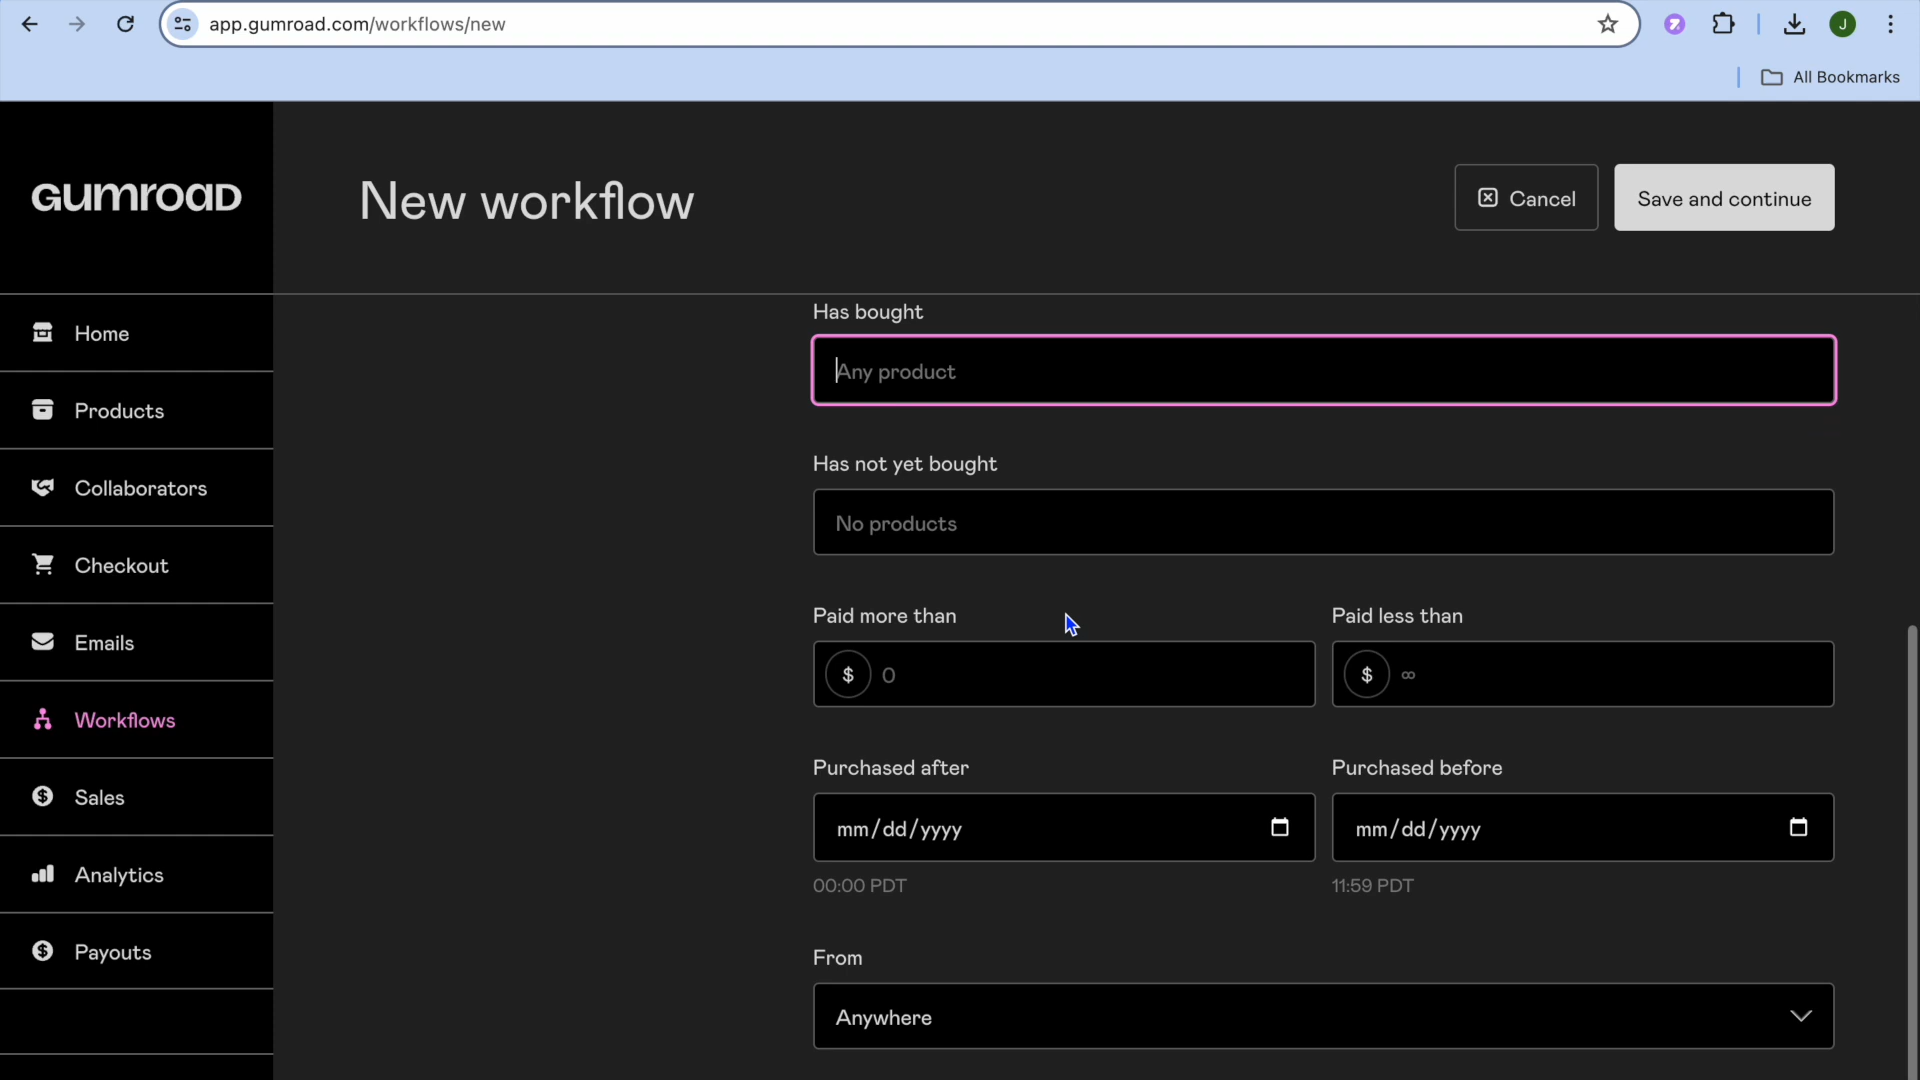 app.gumroad.com/workflows/new
J
All Bookmarks
GUMROAD
New workflow
Cancel
Save and continue
Home
Products
Collaborators
Checkout
Emails
Workflows
Sales
Analytics
Payouts
Has bought
Any product
Has not yet bought
No products
Paid more than
Paid less than
$ 0
$ ∞
Purchased after
Purchased before
mm/dd/yyyy
mm/dd/yyyy
00:00 PDT
11:59 PDT
From
Anywhere